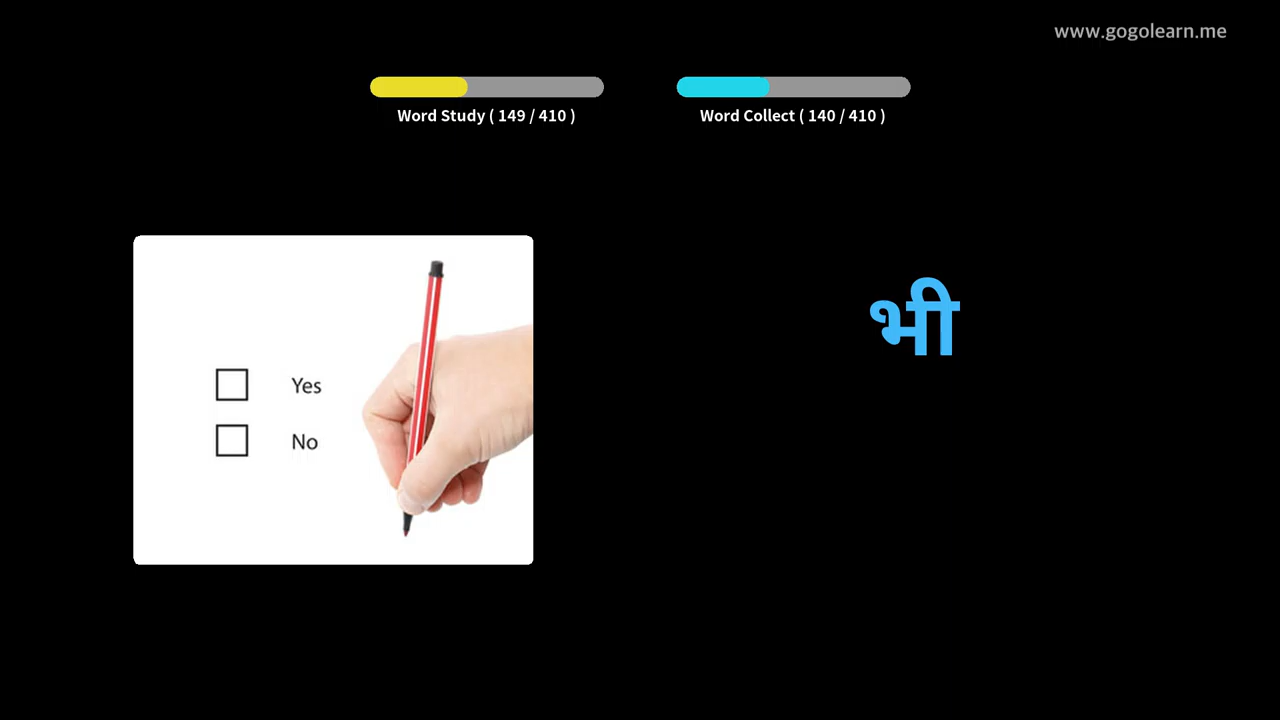 www.gogolearn.me
Word Study ( 149 / 410 )
Word Collect ( 140 / 410 )
भी
Yes
No